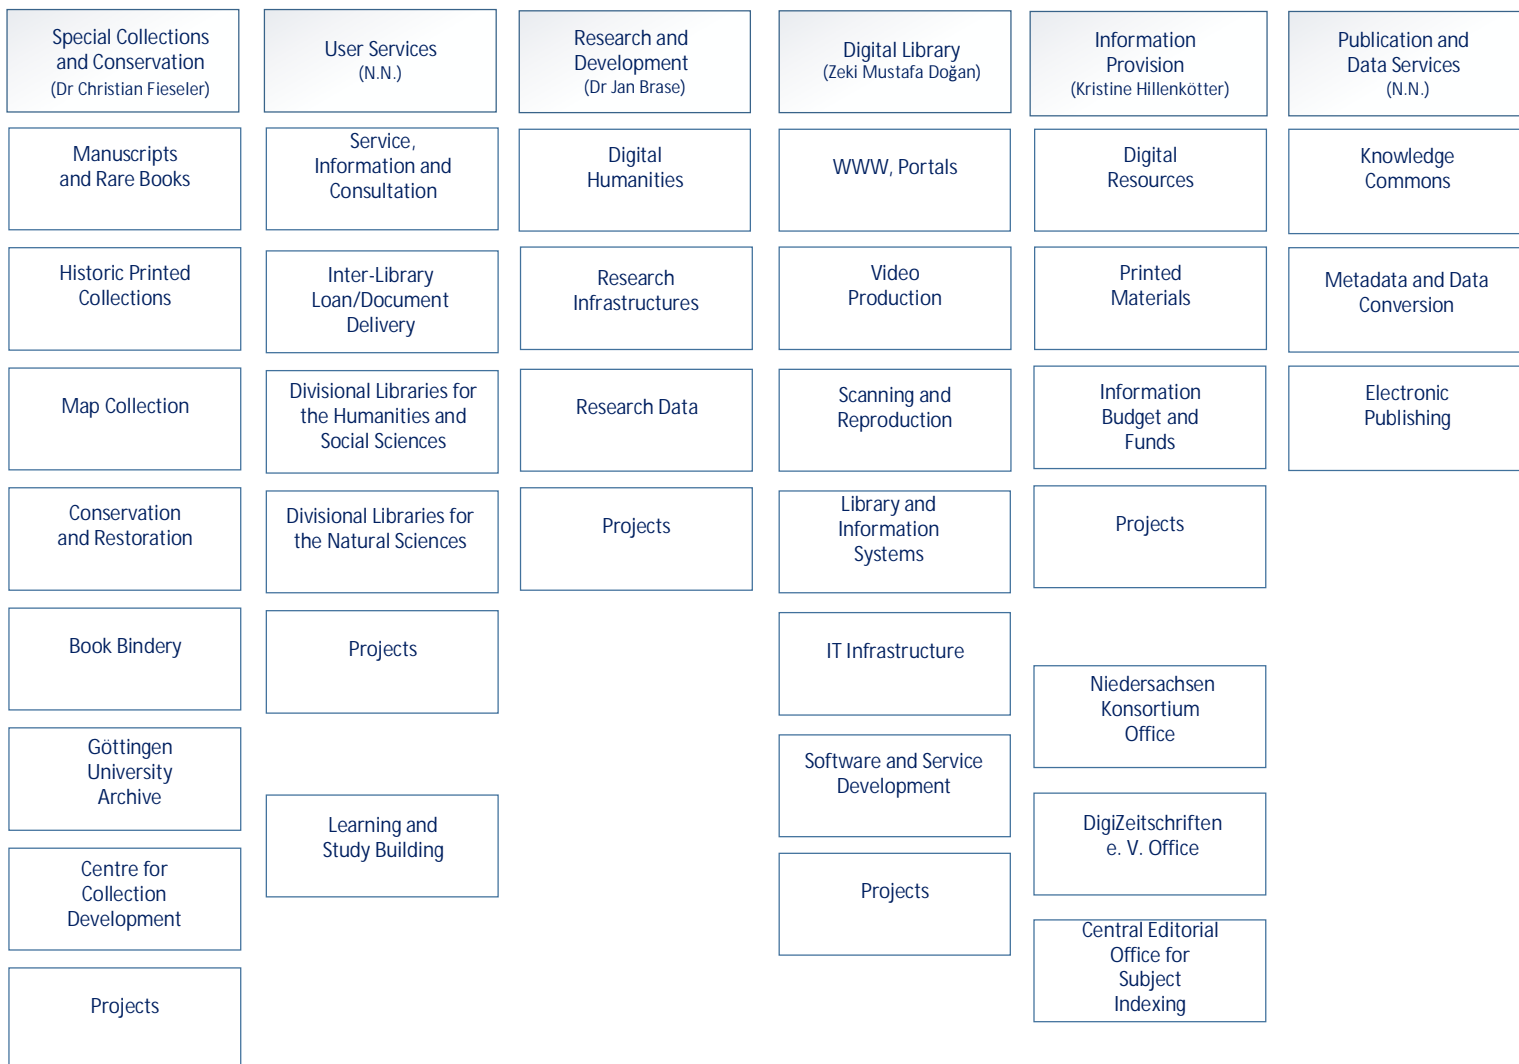 Special Collections
and Conservation
(Dr Christian Fieseler)
Manuscripts
and Rare Books
Historic Printed
Collections
Map Collection
Conservation
and Restoration
Book Bindery
Göttingen
University
Archive
Centre for
Collection
Development
Projects
User Services
(N.N.)
Service,
Information and
Consultation
Inter-Library
Loan/Document
Delivery
Divisional Libraries for
the Humanities and
Social Sciences
Divisional Libraries for
the Natural Sciences
Projects
Learning and
Study Building
Research and
Development
(Dr Jan Brase)
Digital
Humanities
Research
Infrastructures
Research Data
Projects
Digital Library
(Zeki Mustafa Doğan)
WWW, Portals
Video
Production
Scanning and
Reproduction
Library and
Information
Systems
IT Infrastructure
Software and Service
Development
Projects
Information
Provision
(Kristine Hillenkötter)
Digital
Resources
Printed
Materials
Information
Budget and
Funds
Projects
Niedersachsen
Konsortium
Office
DigiZeitschriften
e. V. Office
Central Editorial
Office for
Subject
Indexing
Publication and
Data Services
(N.N.)
Knowledge
Commons
Metadata and Data
Conversion
Electronic
Publishing